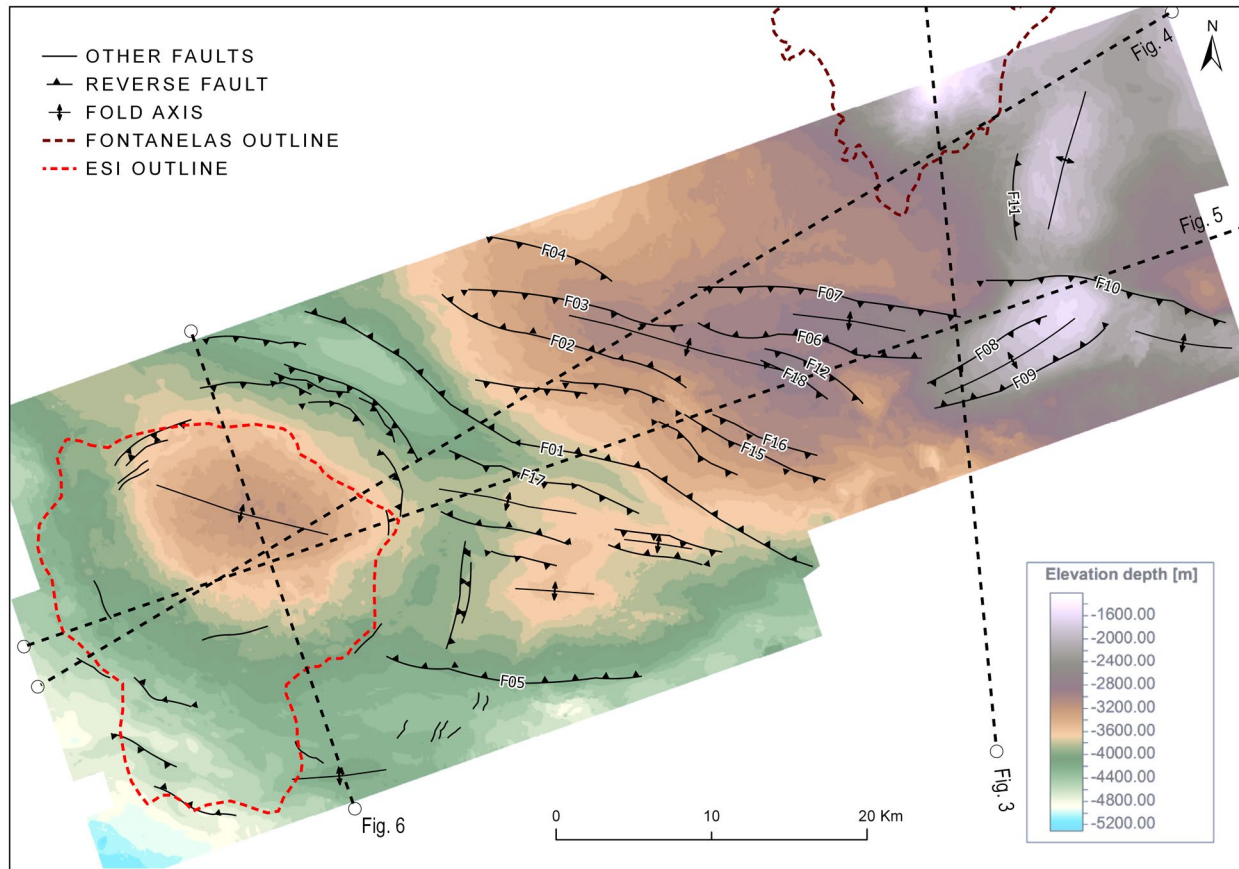 OTHER FAULTS
REVERSE FAULT
FOLD AXIS
FONTANELAS OUTLINE
ESI OUTLINE
N
Fig. 4
F11
Fig. 5
F04
F10
F03
F07
F02
F06
F08
F12
F18
F09
F01
F16
F15
F17
F05
Fig. 6
Fig. 3
0 10 20 Km
Elevation depth [m]
-1600.00
-2000.00
-2400.00
-2800.00
-3200.00
-3600.00
-4000.00
-4400.00
-4800.00
-5200.00